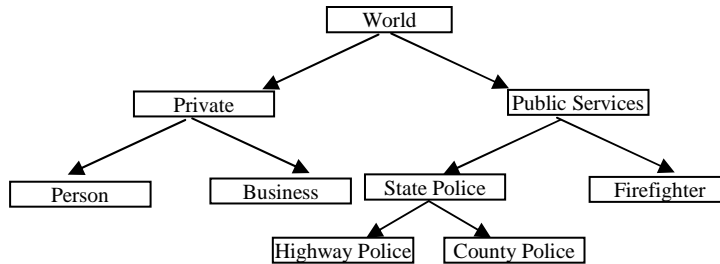 World
Private
Public Services
Person
Business
State Police
Firefighter
Highway Police
County Police